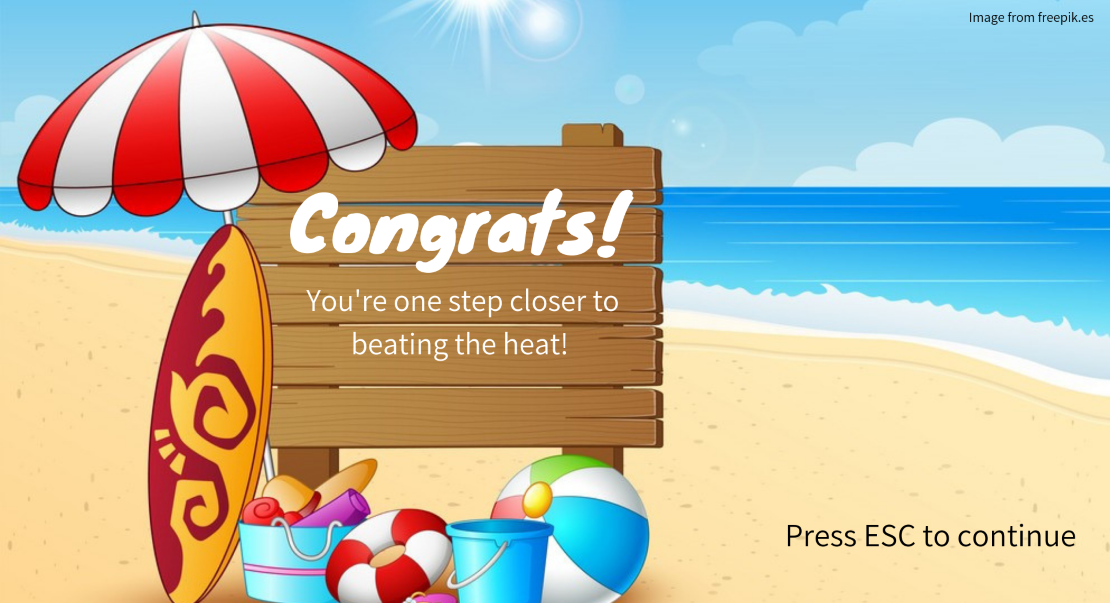 Image from freepik.es
Congrats!
You're one step closer to
beating the heat!
Press ESC to continue